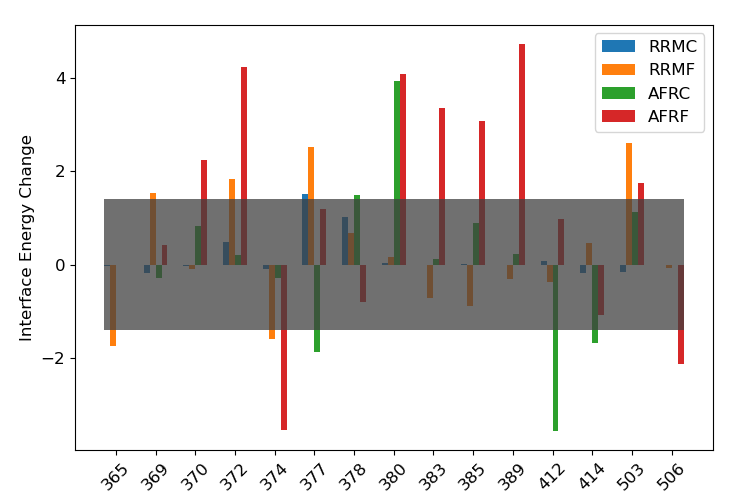 RRMC
RRMF
AFRC
AFRF
Interface Energy Change
4
2
0
−2
365 369 370 372 374 377 378 380 383 385 389 412 414 503 506